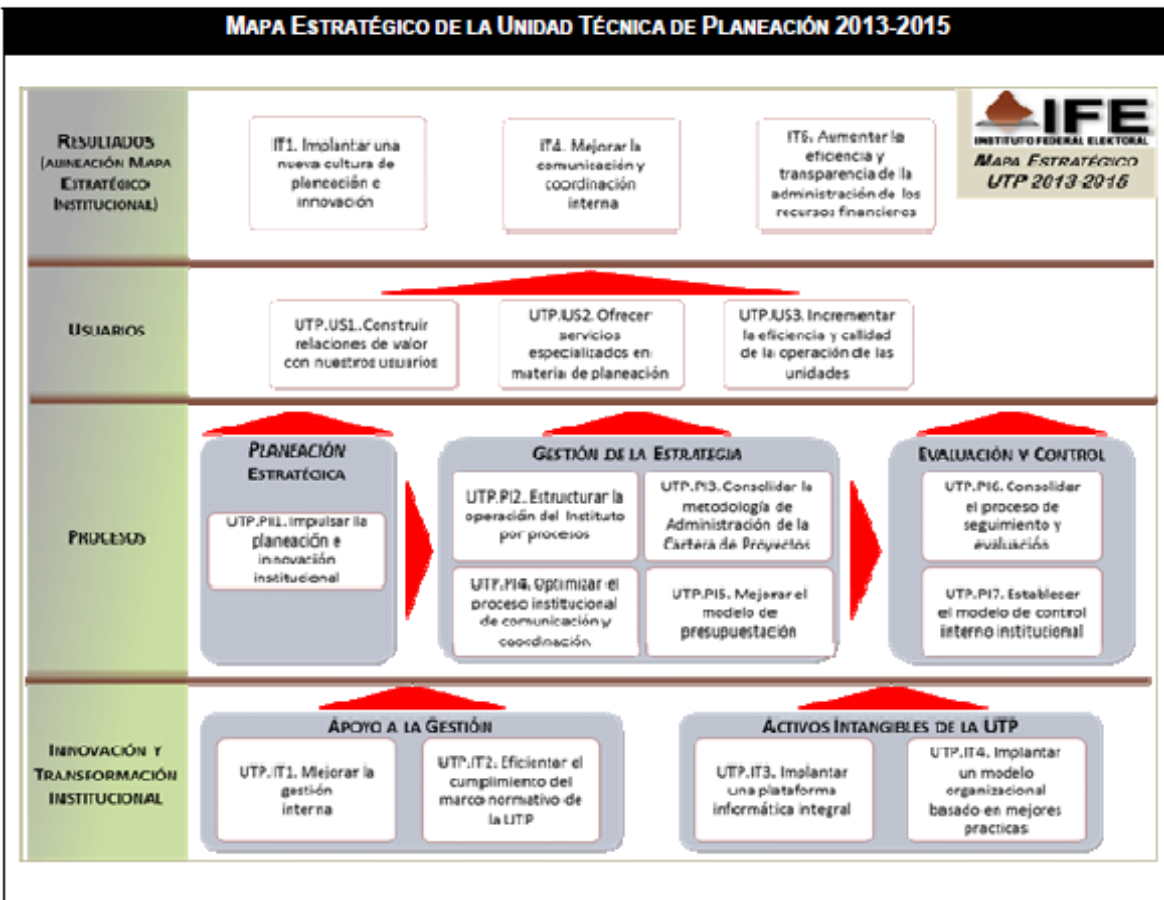 MAPA ESTRATÉGICO DE LA UNIDAD TÉCNICA DE PLANEACIÓN 2013-2015
IFE
INSTITUTO FEDERAL ELECTORAL
MAPA ESTRATÉGICO
UTP 2013-2015
RESULTADOS
(ALINEACIÓN MAPA
ESTRATÉGICO
INSTITUCIONAL)
IT1. Implantar una
nueva cultura de
planeación e
innovación
IT4. Mejorar la
comunicación y
coordinación
interna
IT6. Aumentar la
eficiencia y
transparencia de la
administración de los
recursos financieros
USUARIOS
UTP.US1. Construir
relaciones de valor
con nuestros usuarios
UTP.US2. Ofrecer
servicios
especializados en
material de planeación
UTP.US3. Incrementar
la eficiencia y calidad
de la operación de las
unidades
PROCESOS
PLANEACIÓN
ESTRATÉGICA
UTP.PI1. Impulsar la
planeación e
innovación
institucional
GESTIÓN DE LA ESTRATEGIA
UTP.PI2. Estructurar la
operación del Instituto
por procesos
UTP.PI3. Consolidar la
metodología de
Administración de la
Cartera de Proyectos
UTP.PI4. Optimizar el
proceso institucional
de comunicación y
coordinación
UTP.PI5. Mejorar el
modelo de
presupuestación
EVALUACIÓN Y CONTROL
UTP.PI6. Consolidar
el proceso de
seguimiento y
evaluación
UTP.PI7. Establecer
el modelo de control
interno institucional
INNOVACIÓN Y
TRANSFORMACIÓN
INSTITUCIONAL
APOYO A LA GESTIÓN
UTP.IT1. Mejorar la
gestión
interna
UTP.IT2. Eficientar el
cumplimiento del
marco normativo de
la UTP
ACTIVOS INTANGIBLES DE LA UTP
UTP.IT3. Implantar
una plataforma
informática integral
UTP.IT4. Implantar
un modelo
organizacional
basado en mejores
practicas